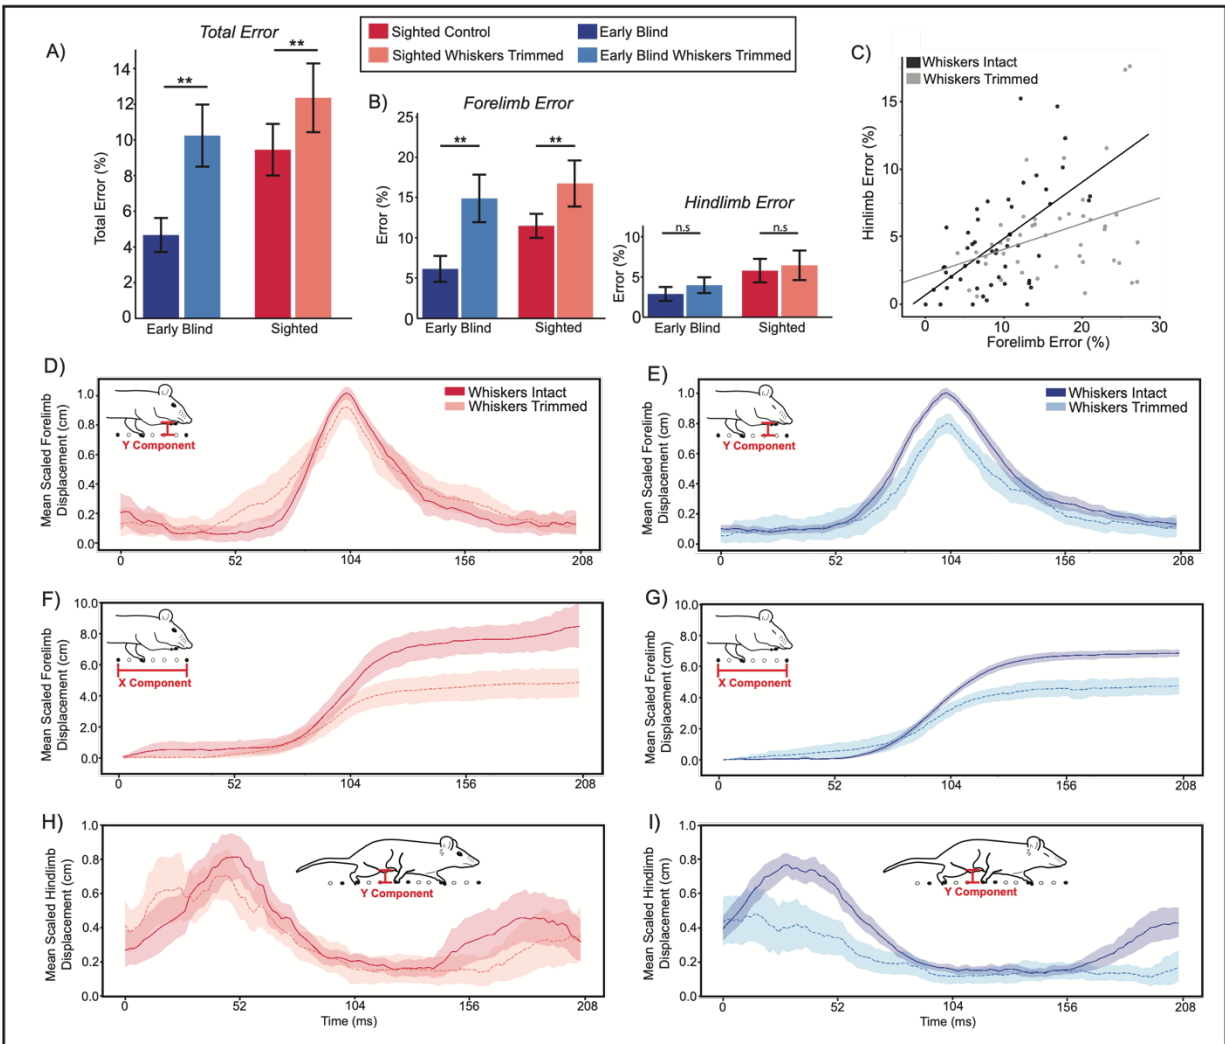 A)
Total Error
Sighted Control
Early Blind
Sighted Whiskers Trimmed
Early Blind Whiskers Trimmed
Total Error (%)
14
12
10
8
6
4
2
0
**
**
Early Blind
Sighted
B)
Forelimb Error
Error (%)
25
20
15
10
5
0
**
**
Early Blind
Sighted
Hindlimb Error
Error (%)
10
5
0
n.s
n.s
Early Blind
Sighted
C)
Whiskers Intact
Whiskers Trimmed
Hinlimb Error (%)
15
10
5
0
0
10
20
30
Forelimb Error (%)
D)
Mean Scaled Forelimb
Displacement (cm)
1.0
0.8
0.6
0.4
0.2
0.0
Y Component
Whiskers Intact
Whiskers Trimmed
0
52
104
156
208
E)
Mean Scaled Forelimb
Displacement (cm)
1.0
0.8
0.6
0.4
0.2
0.0
Y Component
Whiskers Intact
Whiskers Trimmed
0
52
104
156
208
F)
Mean Scaled Forelimb
Displacement (cm)
10.0
8.0
6.0
4.0
2.0
0.0
X Component
0
52
104
156
208
G)
Mean Scaled Forelimb
Displacement (cm)
10.0
8.0
6.0
4.0
2.0
0.0
X Component
0
52
104
156
208
H)
Mean Scaled Hindlimb
Displacement (cm)
1.0
0.8
0.6
0.4
0.2
0.0
Y Component
0
52
104
156
208
Time (ms)
I)
Mean Scaled Hindlimb
Displacement (cm)
1.0
0.8
0.6
0.4
0.2
0.0
Y Component
0
52
104
156
208
Time (ms)